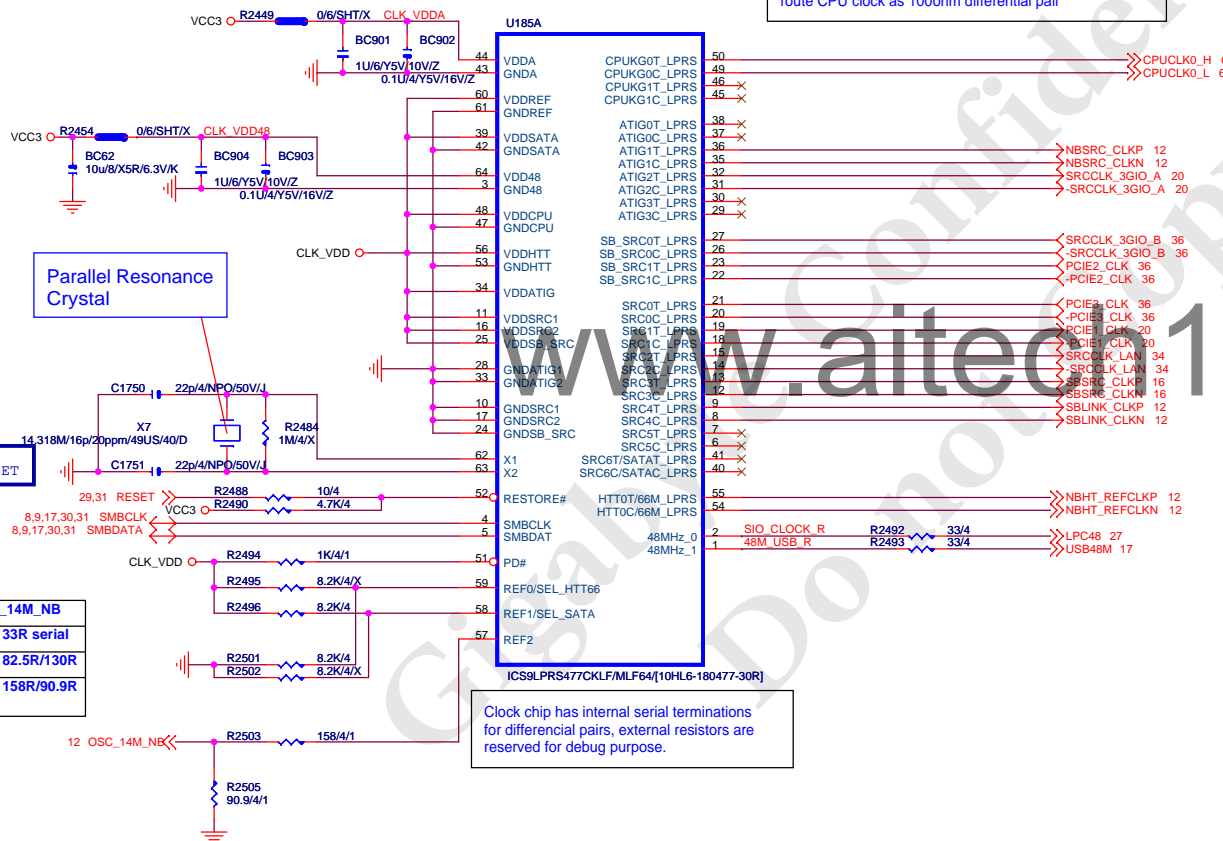 route CPU clock as 100ohm differential pair
VCC3 R2449 0/6/SHT/X CLK_VDDA
BC901 BC902
1U/6/Y5V/10V/Z
0.1U/4/Y5V/16V/Z
VCC3 R2454 0/6/SHT/X CLK_VDD48
BC62
10u/8/X5R/6.3V/K
BC904 BC903
1U/6/Y5V/10V/Z
0.1U/4/Y5V/16V/Z
CLK_VDD
Parallel Resonance
Crystal
C1750 22p/4/NPO/50V/J
X7
14.318M/16p/20ppm/49US/40/D
R2484
1M/4/X
C1751 22p/4/NPO/50V/J
ET
29,31 RESET R2488 10/4
VCC3 R2490 4.7K/4
8,9,17,30,31 SMBCLK
8,9,17,30,31 SMBDATA
CLK_VDD R2494 1K/4/1
R2495 8.2K/4/X
R2496 8.2K/4
R2501 8.2K/4
R2502 8.2K/4/X
_14M_NB
33R serial
82.5R/130R
158R/90.9R
12 OSC_14M_NB R2503 158/4/1
R2505
90.9/4/1
U185A
44 VDDA
43 GNDA
60 VDDREF
61 GNDREF
39 VDDSATA
42 GNDSATA
64 VDD48
3 GND48
48 VDDCPU
47 GNDCPU
56 VDDHTT
53 GNDHTT
34 VDDATIG
11 VDDSRC1
16 VDDSRC2
25 VDDSB_SRC
28 GNDATIG1
33 GNDATIG2
10 GNDSRC1
17 GNDSRC2
24 GNDSB_SRC
62 X1
63 X2
52 RESTORE#
4 SMBCLK
5 SMBDAT
51 PD#
59 REF0/SEL_HTT66
58 REF1/SEL_SATA
57 REF2
CPUKG0T_LPRS 50 CPUCLK0_H 6
CPUKG0C_LPRS 49 CPUCLK0_L 6
CPUKG1T_LPRS 46
CPUKG1C_LPRS 45
ATIG0T_LPRS 38
ATIG0C_LPRS 37
ATIG1T_LPRS 36 NBSRC_CLKP 12
ATIG1C_LPRS 35 NBSRC_CLKN 12
ATIG2T_LPRS 32 SRCCLK_3GIO_A 20
ATIG2C_LPRS 31 -SRCCLK_3GIO_A 20
ATIG3T_LPRS 30
ATIG3C_LPRS 29
SB_SRC0T_LPRS 27 SRCCLK_3GIO_B 36
SB_SRC0C_LPRS 26 -SRCCLK_3GIO_B 36
SB_SRC1T_LPRS 23 PCIE2_CLK 36
SB_SRC1C_LPRS 22 -PCIE2_CLK 36
SRC0T_LPRS 21 PCIE3_CLK 36
SRC0C_LPRS 20 -PCIE3_CLK 36
SRC1T_LPRS 19 PCIE1_CLK 20
SRC1C_LPRS 18 -PCIE1_CLK 20
SRC2T_LPRS 15 SRCCLK_LAN 34
SRC2C_LPRS 14 -SRCCLK_LAN 34
SRC3T_LPRS 13 SBSRC_CLKP 16
SRC3C_LPRS 12 SBSRC_CLKN 16
SRC4T_LPRS 9 SBLINK_CLKP 12
SRC4C_LPRS 8 SBLINK_CLKN 12
SRC5T_LPRS 7
SRC5C_LPRS 6
SRC6T/SATAT_LPRS 41
SRC6C/SATAC_LPRS 40
HTT0T/66M_LPRS 55 NBHT_REFCLKP 12
HTT0C/66M_LPRS 54 NBHT_REFCLKN 12
48MHz_0 2 SIO_CLOCK_R R2492 33/4 LPC48 27
48MHz_1 1 48M_USB_R R2493 33/4 USB48M 17
ICS9LPRS477CKLF/MLF64/[10HL6-180477-30R]
Clock chip has internal serial terminations
for differencial pairs, external resistors are
reserved for debug purpose.
www.aitech1
Gigabyte Confiden
Do not Cop